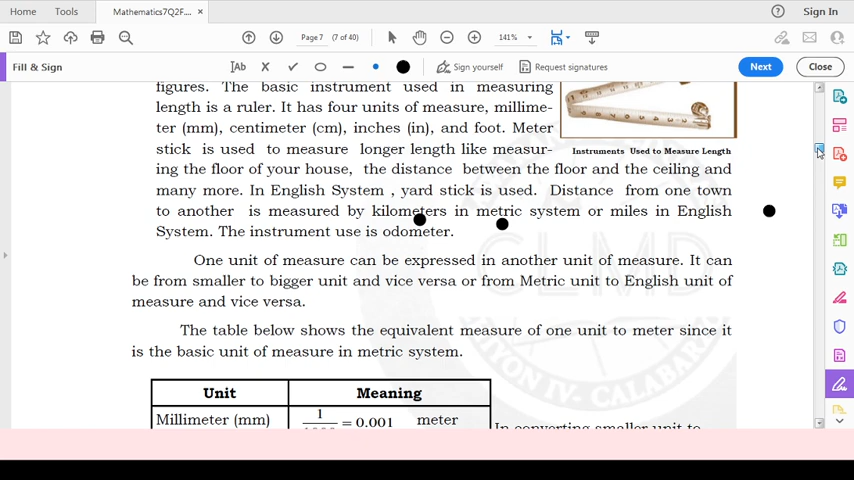 Home
Tools
Mathematics7Q2F... ×
Sign In
Page 7
(7 of 40)
141%
Fill & Sign
Ab
Sign yourself
Request signatures
Next
Close
figures. The basic instrument used in measuring
length is a ruler. It has four units of measure, millime-
ter (mm), centimeter (cm), inches (in), and foot. Meter
stick is used to measure longer length like measur-
Instruments Used to Measure Length
ing the floor of your house, the distance between the floor and the ceiling and
many more. In English System , yard stick is used. Distance from one town
to another is measured by kilometers in metric system or miles in English
System. The instrument use is odometer.
One unit of measure can be expressed in another unit of measure. It can
be from smaller to bigger unit and vice versa or from Metric unit to English unit of
measure and vice versa.
CLMD
The table below shows the equivalent measure of one unit to meter since it
is the basic unit of measure in metric system.
CALABAR
Unit
Meaning
Millimeter (mm)
1
= 0.001 meter
In converting smaller unit to